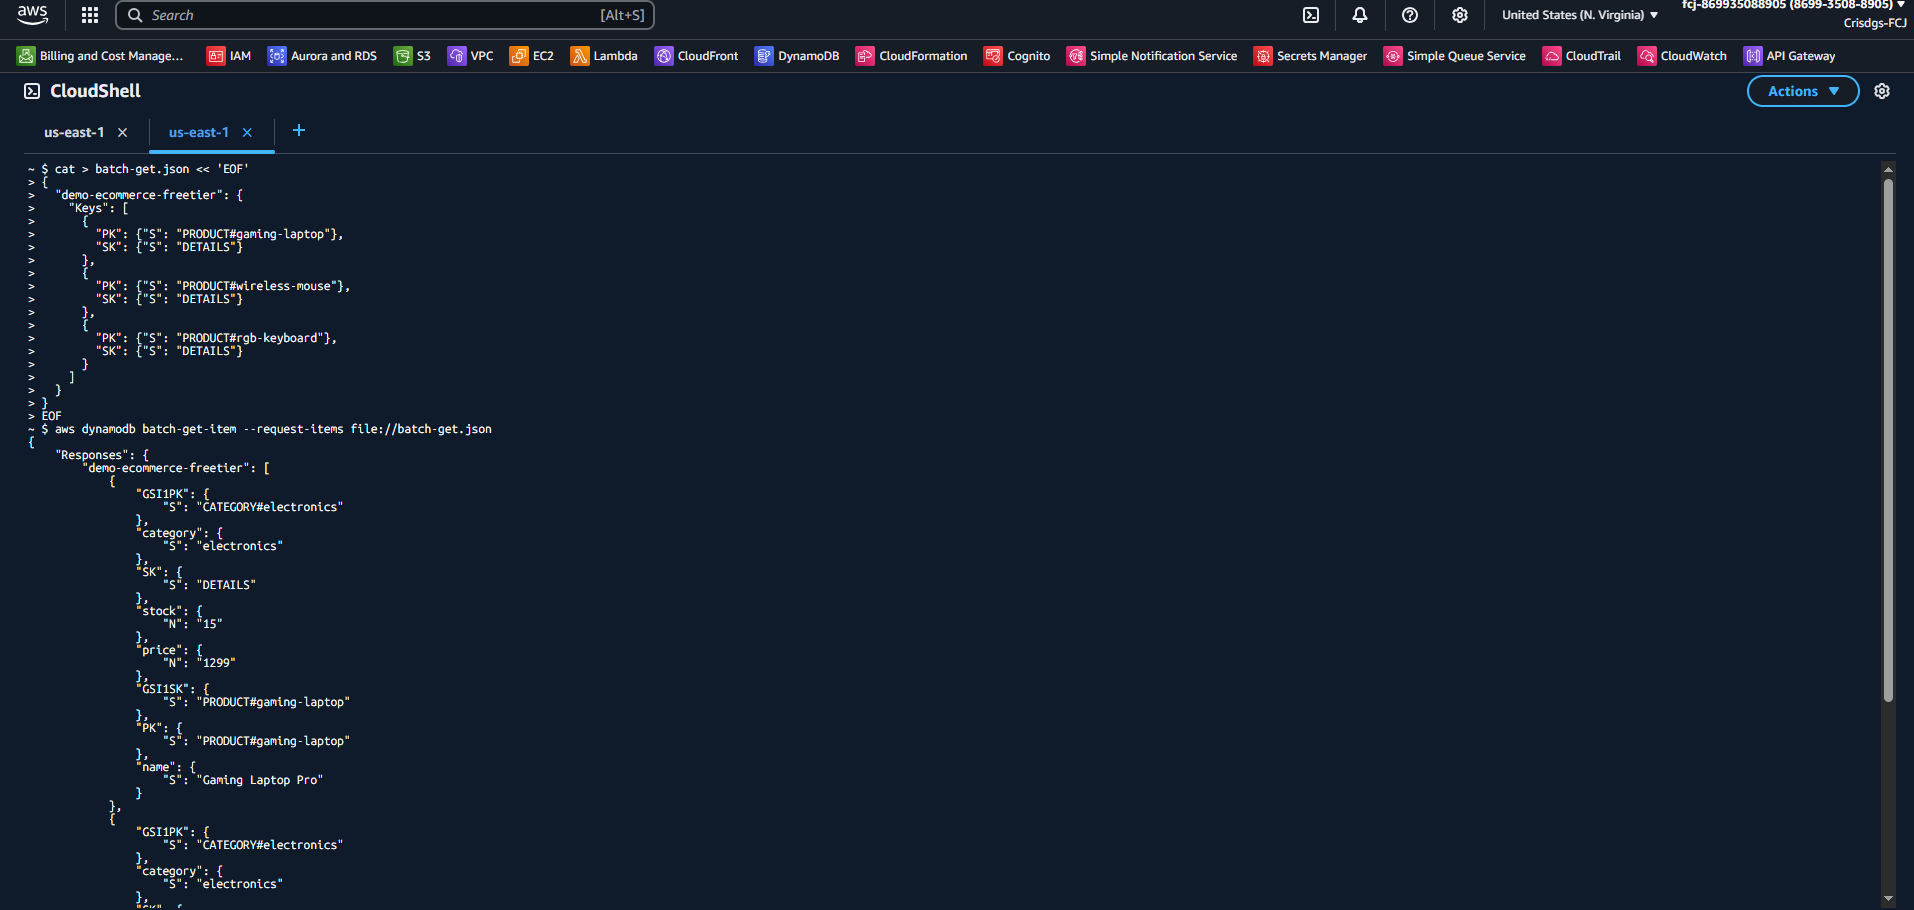 aws
Search [Alt+S]
United States (N. Virginia)
fcj-869935088905 (8699-3508-8905)
Crisdgs-FCJ
Billing and Cost Manage... IAM Aurora and RDS S3 VPC EC2 Lambda CloudFront DynamoDB CloudFormation Cognito Simple Notification Service Secrets Manager Simple Queue Service CloudTrail CloudWatch API Gateway
CloudShell
Actions
us-east-1 us-east-1
~ $ cat > batch-get.json << 'EOF'
> {
>   "demo-ecommerce-freetier": {
>     "Keys": [
>       {
>         "PK": {"S": "PRODUCT#gaming-laptop"},
>         "SK": {"S": "DETAILS"}
>       },
>       {
>         "PK": {"S": "PRODUCT#wireless-mouse"},
>         "SK": {"S": "DETAILS"}
>       },
>       {
>         "PK": {"S": "PRODUCT#rgb-keyboard"},
>         "SK": {"S": "DETAILS"}
>       }
>     ]
>   }
> }
> EOF
~ $ aws dynamodb batch-get-item --request-items file://batch-get.json
{
    "Responses": {
        "demo-ecommerce-freetier": [
            {
                "GSI1PK": {
                    "S": "CATEGORY#electronics"
                },
                "category": {
                    "S": "electronics"
                },
                "SK": {
                    "S": "DETAILS"
                },
                "stock": {
                    "N": "15"
                },
                "price": {
                    "N": "1299"
                },
                "GSI1SK": {
                    "S": "PRODUCT#gaming-laptop"
                },
                "PK": {
                    "S": "PRODUCT#gaming-laptop"
                },
                "name": {
                    "S": "Gaming Laptop Pro"
                }
            },
            {
                "GSI1PK": {
                    "S": "CATEGORY#electronics"
                },
                "category": {
                    "S": "electronics"
                },